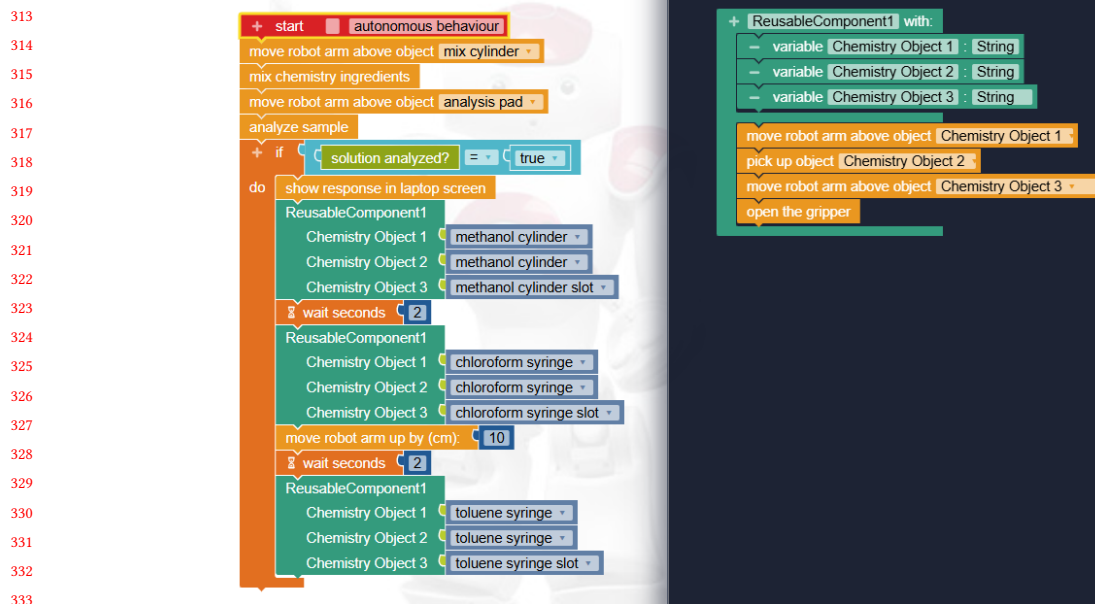 313
314
315
316
317
318
319
320
321
322
323
324
325
326
327
328
329
330
331
332
333
+ start autonomous behaviour
move robot arm above object mix cylinder
mix chemistry ingredients
move robot arm above object analysis pad
analyze sample
+ if solution analyzed? = true
do show response in laptop screen
ReusableComponent1
Chemistry Object 1 methanol cylinder
Chemistry Object 2 methanol cylinder
Chemistry Object 3 methanol cylinder slot
wait seconds 2
ReusableComponent1
Chemistry Object 1 chloroform syringe
Chemistry Object 2 chloroform syringe
Chemistry Object 3 chloroform syringe slot
move robot arm up by (cm): 10
wait seconds 2
ReusableComponent1
Chemistry Object 1 toluene syringe
Chemistry Object 2 toluene syringe
Chemistry Object 3 toluene syringe slot
+ ReusableComponent1 with:
− variable Chemistry Object 1 : String
− variable Chemistry Object 2 : String
− variable Chemistry Object 3 : String
move robot arm above object Chemistry Object 1
pick up object Chemistry Object 2
move robot arm above object Chemistry Object 3
open the gripper